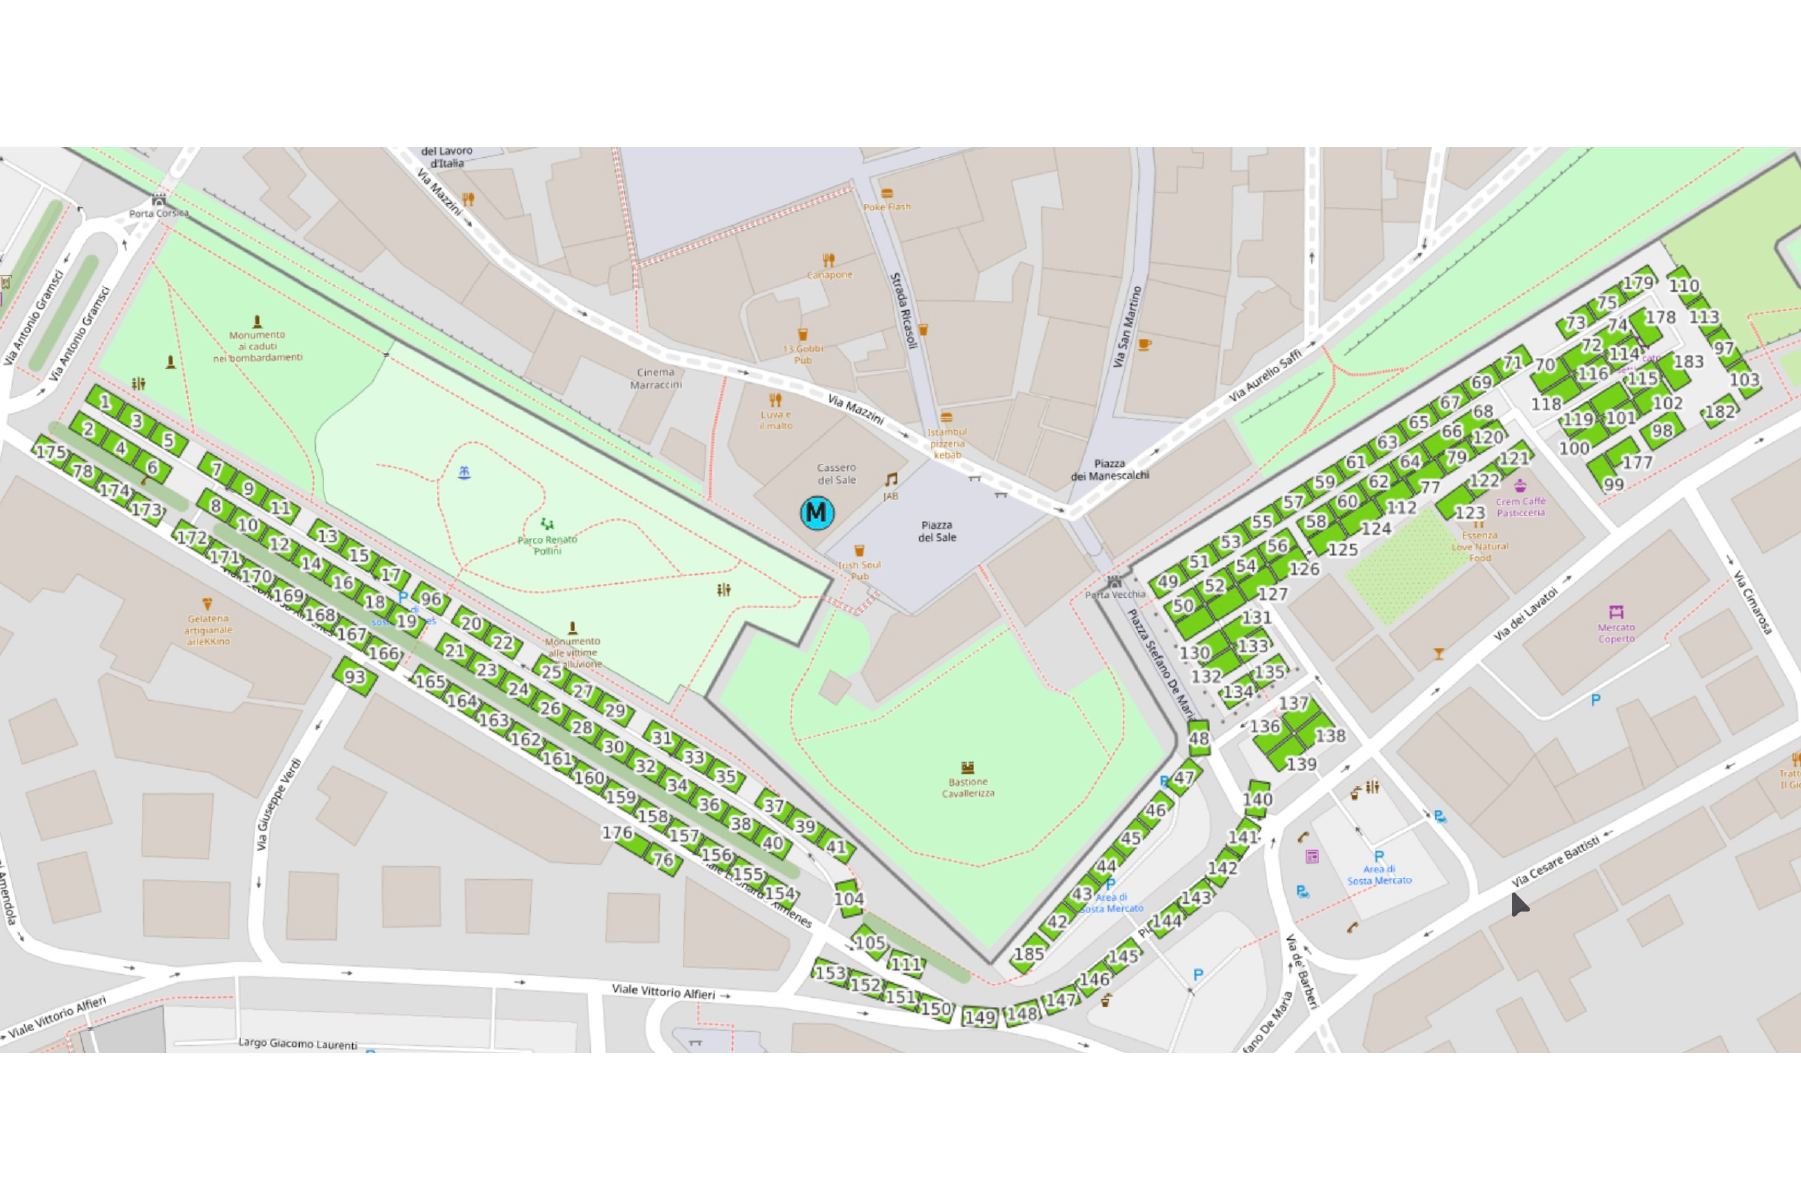 del Lavoro
d'Italia
Via Mazzini
Porta Corsica
Poke Flash
Canapone
Strada Ricasoli
Via San Martino
Via Antonio Gramsci
Via Antonio Gramsci
Monumento
ai caduti
nei bombardamenti
13 Gobbi
Pub
Cinema
Marraccini
Via Mazzini
Luva e
il malto
Istambul
pizzeria
kebab
Via Aurelio Saffi
Piazza
dei Manescalchi
Cassero
del Sale
JAB
M
Piazza
del Sale
Irish Soul
Pub
Parco Renato
Pollini
Porta Vecchia
Piazza Stefano De Maria
Monumento
alle vittime
Gelateria
artigianale
arleKKino
Bastione
Cavallerizza
Crem Caffè
Pasticceria
Essenza
Love Natural
Food
Mercato
Coperto
Via dei Lavatoi
Via Cimarosa
Via Giuseppe Verdi
Area di
Sosta Mercato
Area di
Sosta Mercato
Via Cesare Battisti
Via de' Barberi
Viale Vittorio Alfieri
Viale Vittorio Alfieri
Largo Giacomo Laurenti
P
P
P
P
P
P
1
3
5
2
4
6
175
78
174
173
7
9
11
8
10
12
14
16
18
19
13
15
17
96
20
22
172
171
170
169
168
167
166
93
21
23
24
26
28
30
32
34
36
38
40
25
27
29
31
33
35
37
39
41
165
164
163
162
161
160
159
158
157
156
155
154
176
76
104
105
111
153
152
151
150
149
148
147
146
145
144
143
142
141
140
185
42
43
44
45
46
47
48
49
51
53
55
57
59
61
63
65
67
69
71
50
52
54
56
58
60
62
64
66
68
70
72
74
73
75
179
110
113
97
103
178
183
114
116
115
118
119
101
102
100
98
182
177
99
120
121
79
122
77
123
112
124
125
126
127
131
130
133
132
135
134
137
136
138
139